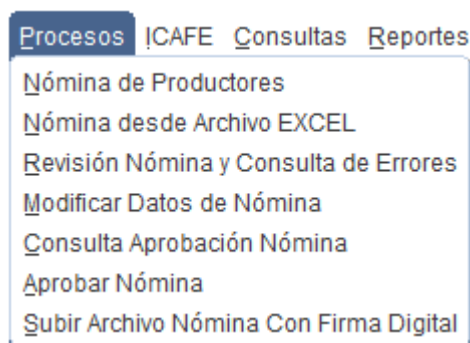 Procesos ICAFE Consultas Reportes
Nómina de Productores
Nómina desde Archivo EXCEL
Revisión Nómina y Consulta de Errores
Modificar Datos de Nómina
Consulta Aprobación Nómina
Aprobar Nómina
Subir Archivo Nómina Con Firma Digital